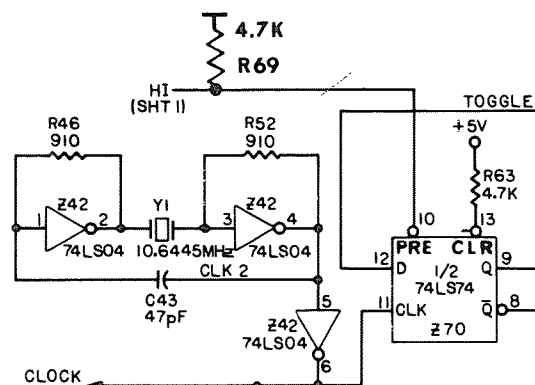 4.7K
R69
HI
(SHT 1)
TOGGLE
+5V
R46
910
R52
910
R63
4.7K
Z42
Y1
Z42
10
13
1
2
3
4
74LS04
10.6445MHz
74LS04
PRE
CLR
12
D
1/2
Q
9
74LS74
CLK 2
C43
47pF
11
CLK
Q
8
Z70
5
Z42
74LS04
6
CLOCK